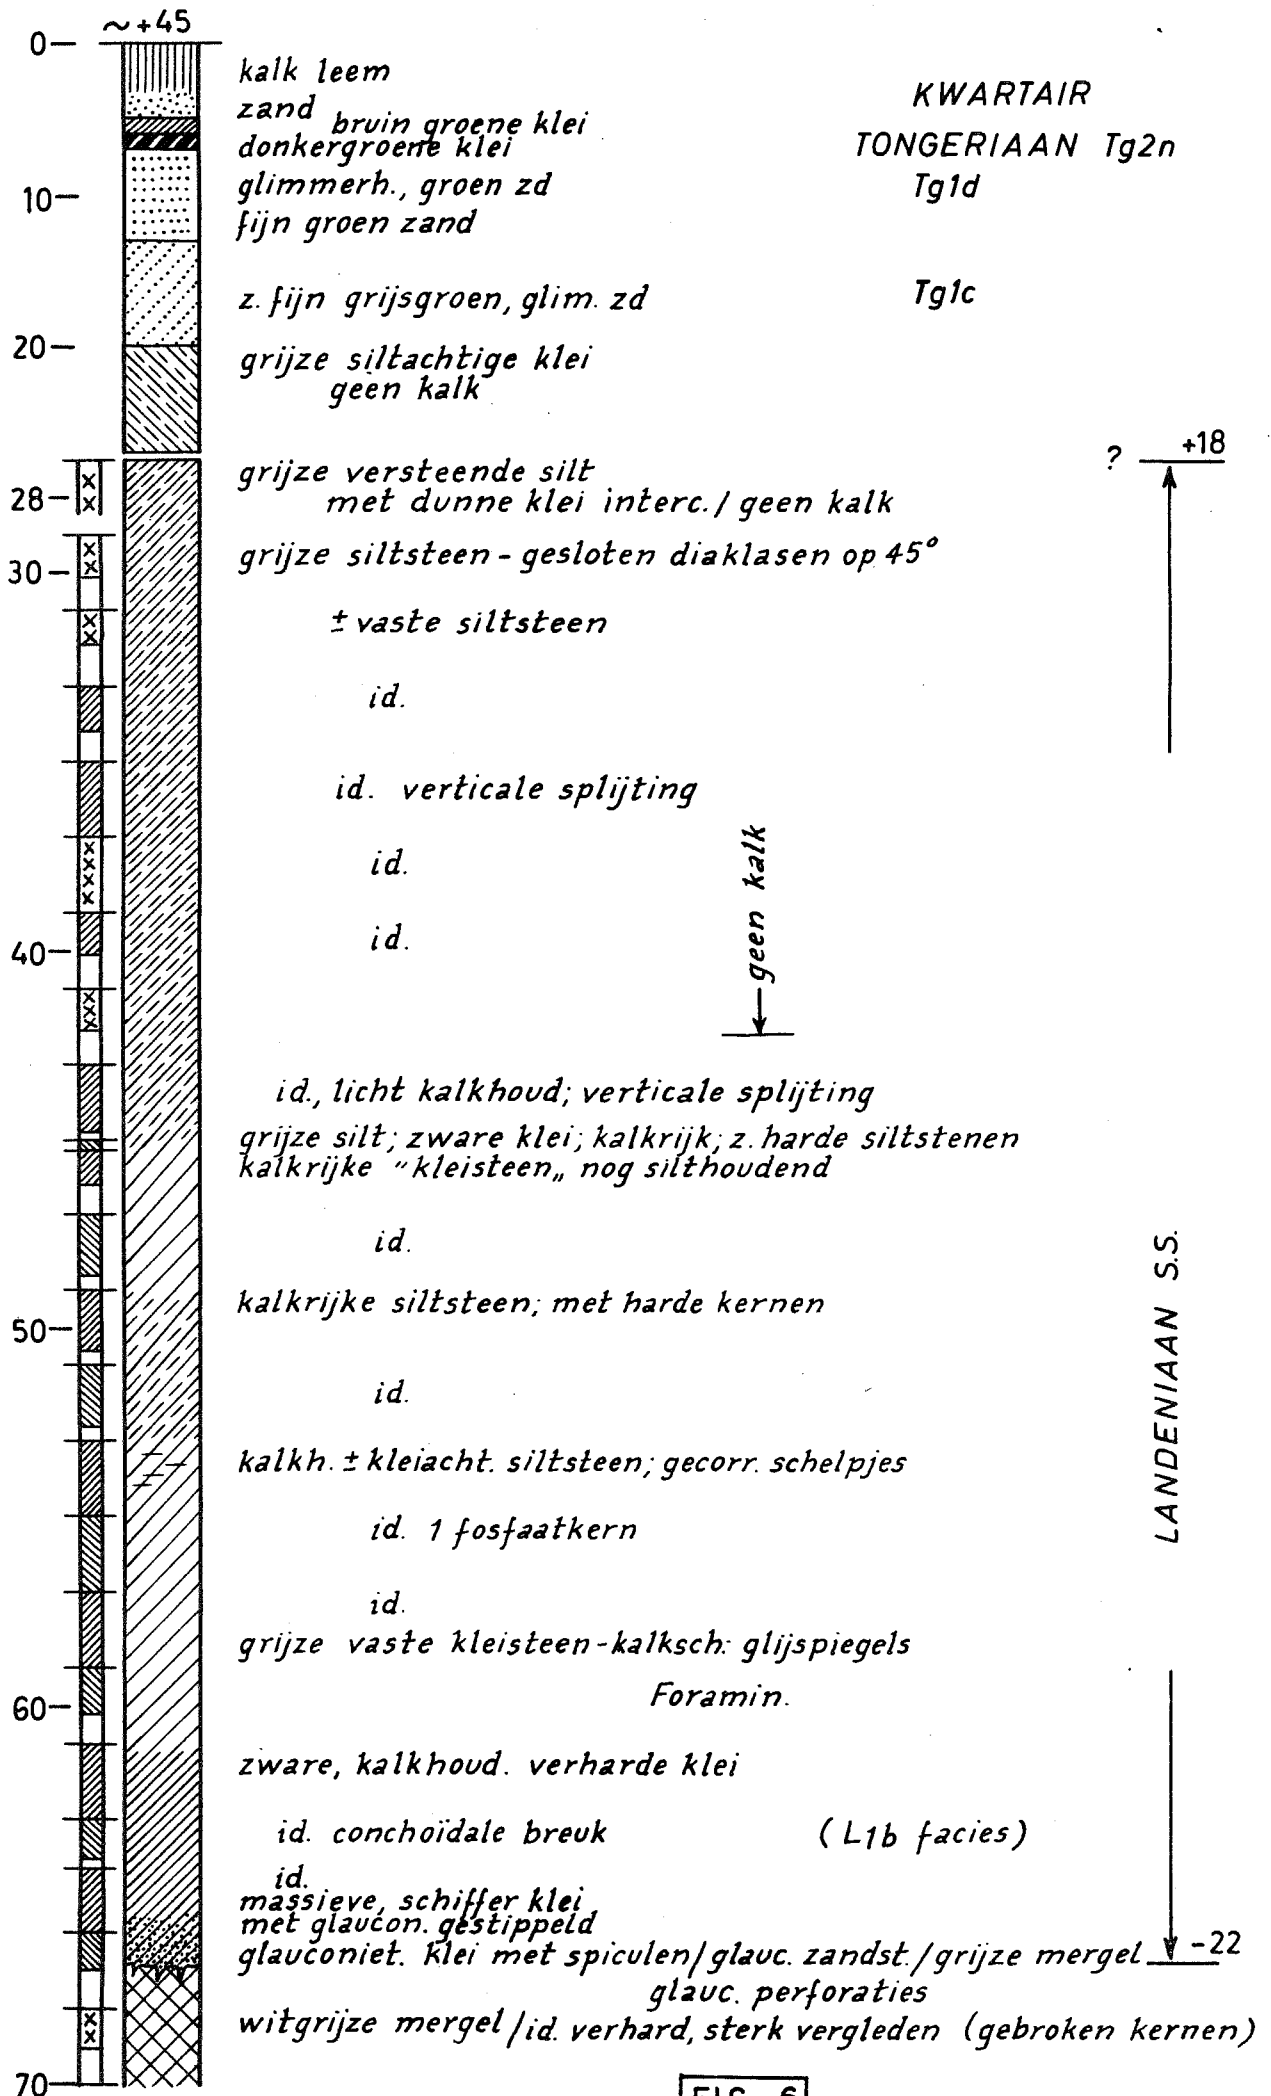 ~+45
0
kalk leem
KWARTAIR
zand
bruin groene klei
donkergroene klei
TONGERIAAN Tg2n
glimmerh., groen zd
Tg1d
10
fijn groen zand
z. fijn grijsgroen, glim. zd
Tg1c
20
grijze siltachtige klei
geen kalk
? +18
grijze versteende silt
28
met dunne klei interc./ geen kalk
grijze siltsteen - gesloten diaklasen op 45°
30
± vaste siltsteen
id.
id. verticale splijting
id.
geen kalk
id.
40
id., licht kalkhoud; verticale splijting
grijze silt; zware klei; kalkrijk; z. harde siltstenen
kalkrijke "kleisteen„ nog silthoudend
id.
kalkrijke siltsteen; met harde kernen
50
LANDENIAAN S.S.
id.
kalkh. ± kleiacht. siltsteen; gecorr. schelpjes
id. 1 fosfaatkern
id.
grijze vaste kleisteen - kalksch: glijspiegels
Foramin.
60
zware, kalkhoud. verharde klei
id. conchoïdale breuk
(L1b facies)
id.
massieve, schiffer klei
met glaucon. gestippeld
glauconiet. klei met spiculen/glauc. zandst./grijze mergel
-22
glauc. perforaties
witgrijze mergel/id. verhard, sterk vergleden (gebroken kernen)
70
FIG. 6